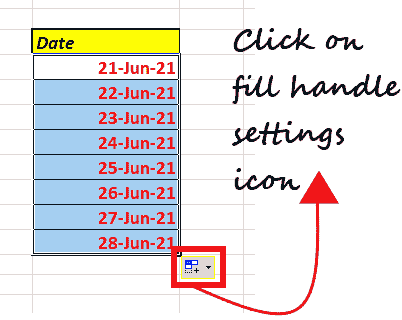 Date
21-Jun-21
22-Jun-21
23-Jun-21
24-Jun-21
25-Jun-21
26-Jun-21
27-Jun-21
28-Jun-21
Click on
fill handle
settings
icon